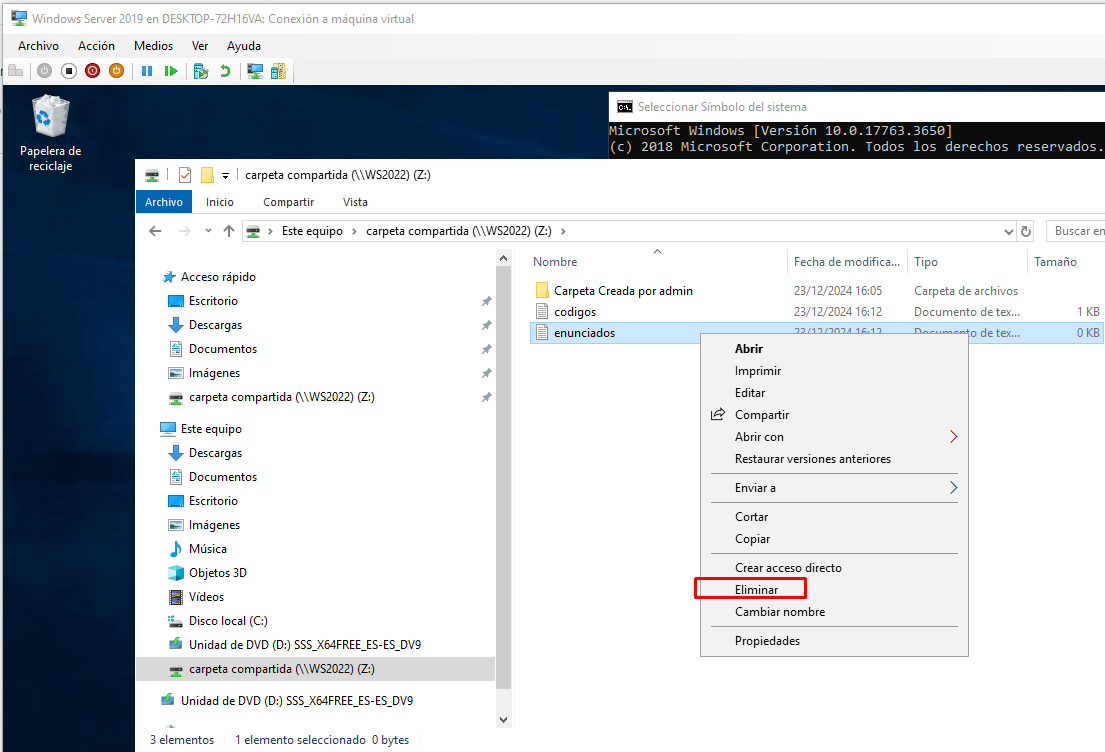 Windows Server 2019 en DESKTOP-72H16VA: Conexión a máquina virtual
Archivo Acción Medios Ver Ayuda
Papelera de
reciclaje
Seleccionar Símbolo del sistema
Microsoft Windows [Versión 10.0.17763.3650]
(c) 2018 Microsoft Corporation. Todos los derechos reservados.
carpeta compartida (\\WS2022) (Z:)
Archivo Inicio Compartir Vista
Este equipo > carpeta compartida (\\WS2022) (Z:) >
Buscar en
Acceso rápido
Escritorio
Descargas
Documentos
Imágenes
carpeta compartida (\\WS2022) (Z:)
Este equipo
Descargas
Documentos
Escritorio
Imágenes
Música
Objetos 3D
Vídeos
Disco local (C:)
Unidad de DVD (D:) SSS_X64FREE_ES-ES_DV9
carpeta compartida (\\WS2022) (Z:)
Unidad de DVD (D:) SSS_X64FREE_ES-ES_DV9
Nombre Fecha de modifica... Tipo Tamaño
Carpeta Creada por admin 23/12/2024 16:05 Carpeta de archivos
codigos 23/12/2024 16:12 Documento de tex... 1 KB
enunciados 23/12/2024 16:12 Documento de tex... 0 KB
Abrir
Imprimir
Editar
Compartir
Abrir con
Restaurar versiones anteriores
Enviar a
Cortar
Copiar
Crear acceso directo
Eliminar
Cambiar nombre
Propiedades
3 elementos 1 elemento seleccionado 0 bytes